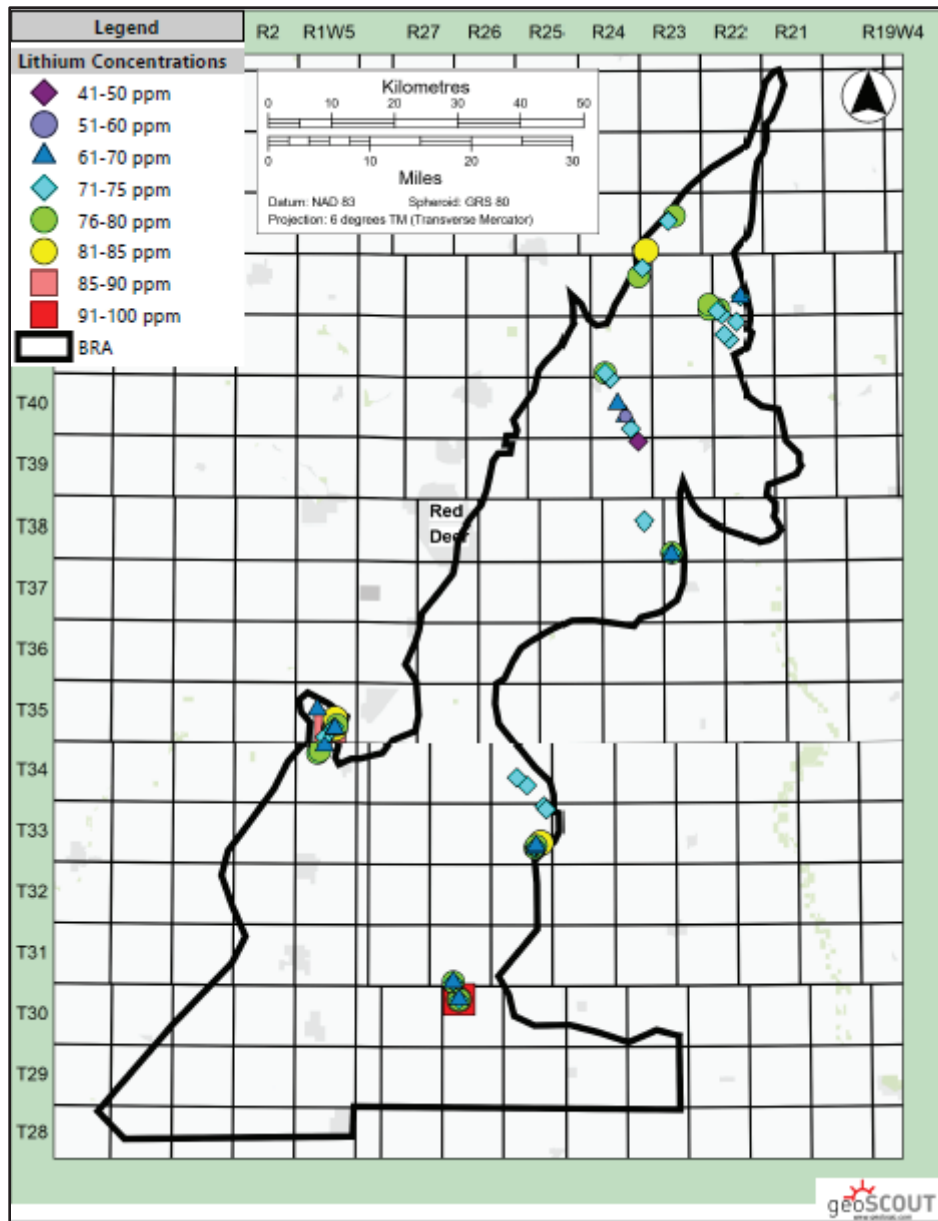 Legend
R2 R1W5 R27 R26 R25 R24 R23 R22 R21 R19W4
Lithium Concentrations
41-50 ppm
51-60 ppm
61-70 ppm
71-75 ppm
76-80 ppm
81-85 ppm
85-90 ppm
91-100 ppm
BRA
Kilometres
0 10 20 30 40 50
0 10 20 30
Miles
Datum: NAD 83 Spheroid: GRS 80
Projection: 6 degrees TM (Transverse Mercator)
T40
T39
T38
T37
T36
T35
T34
T33
T32
T31
T30
T29
T28
Red
Deer
geoSCOUT
www.geoscout.com